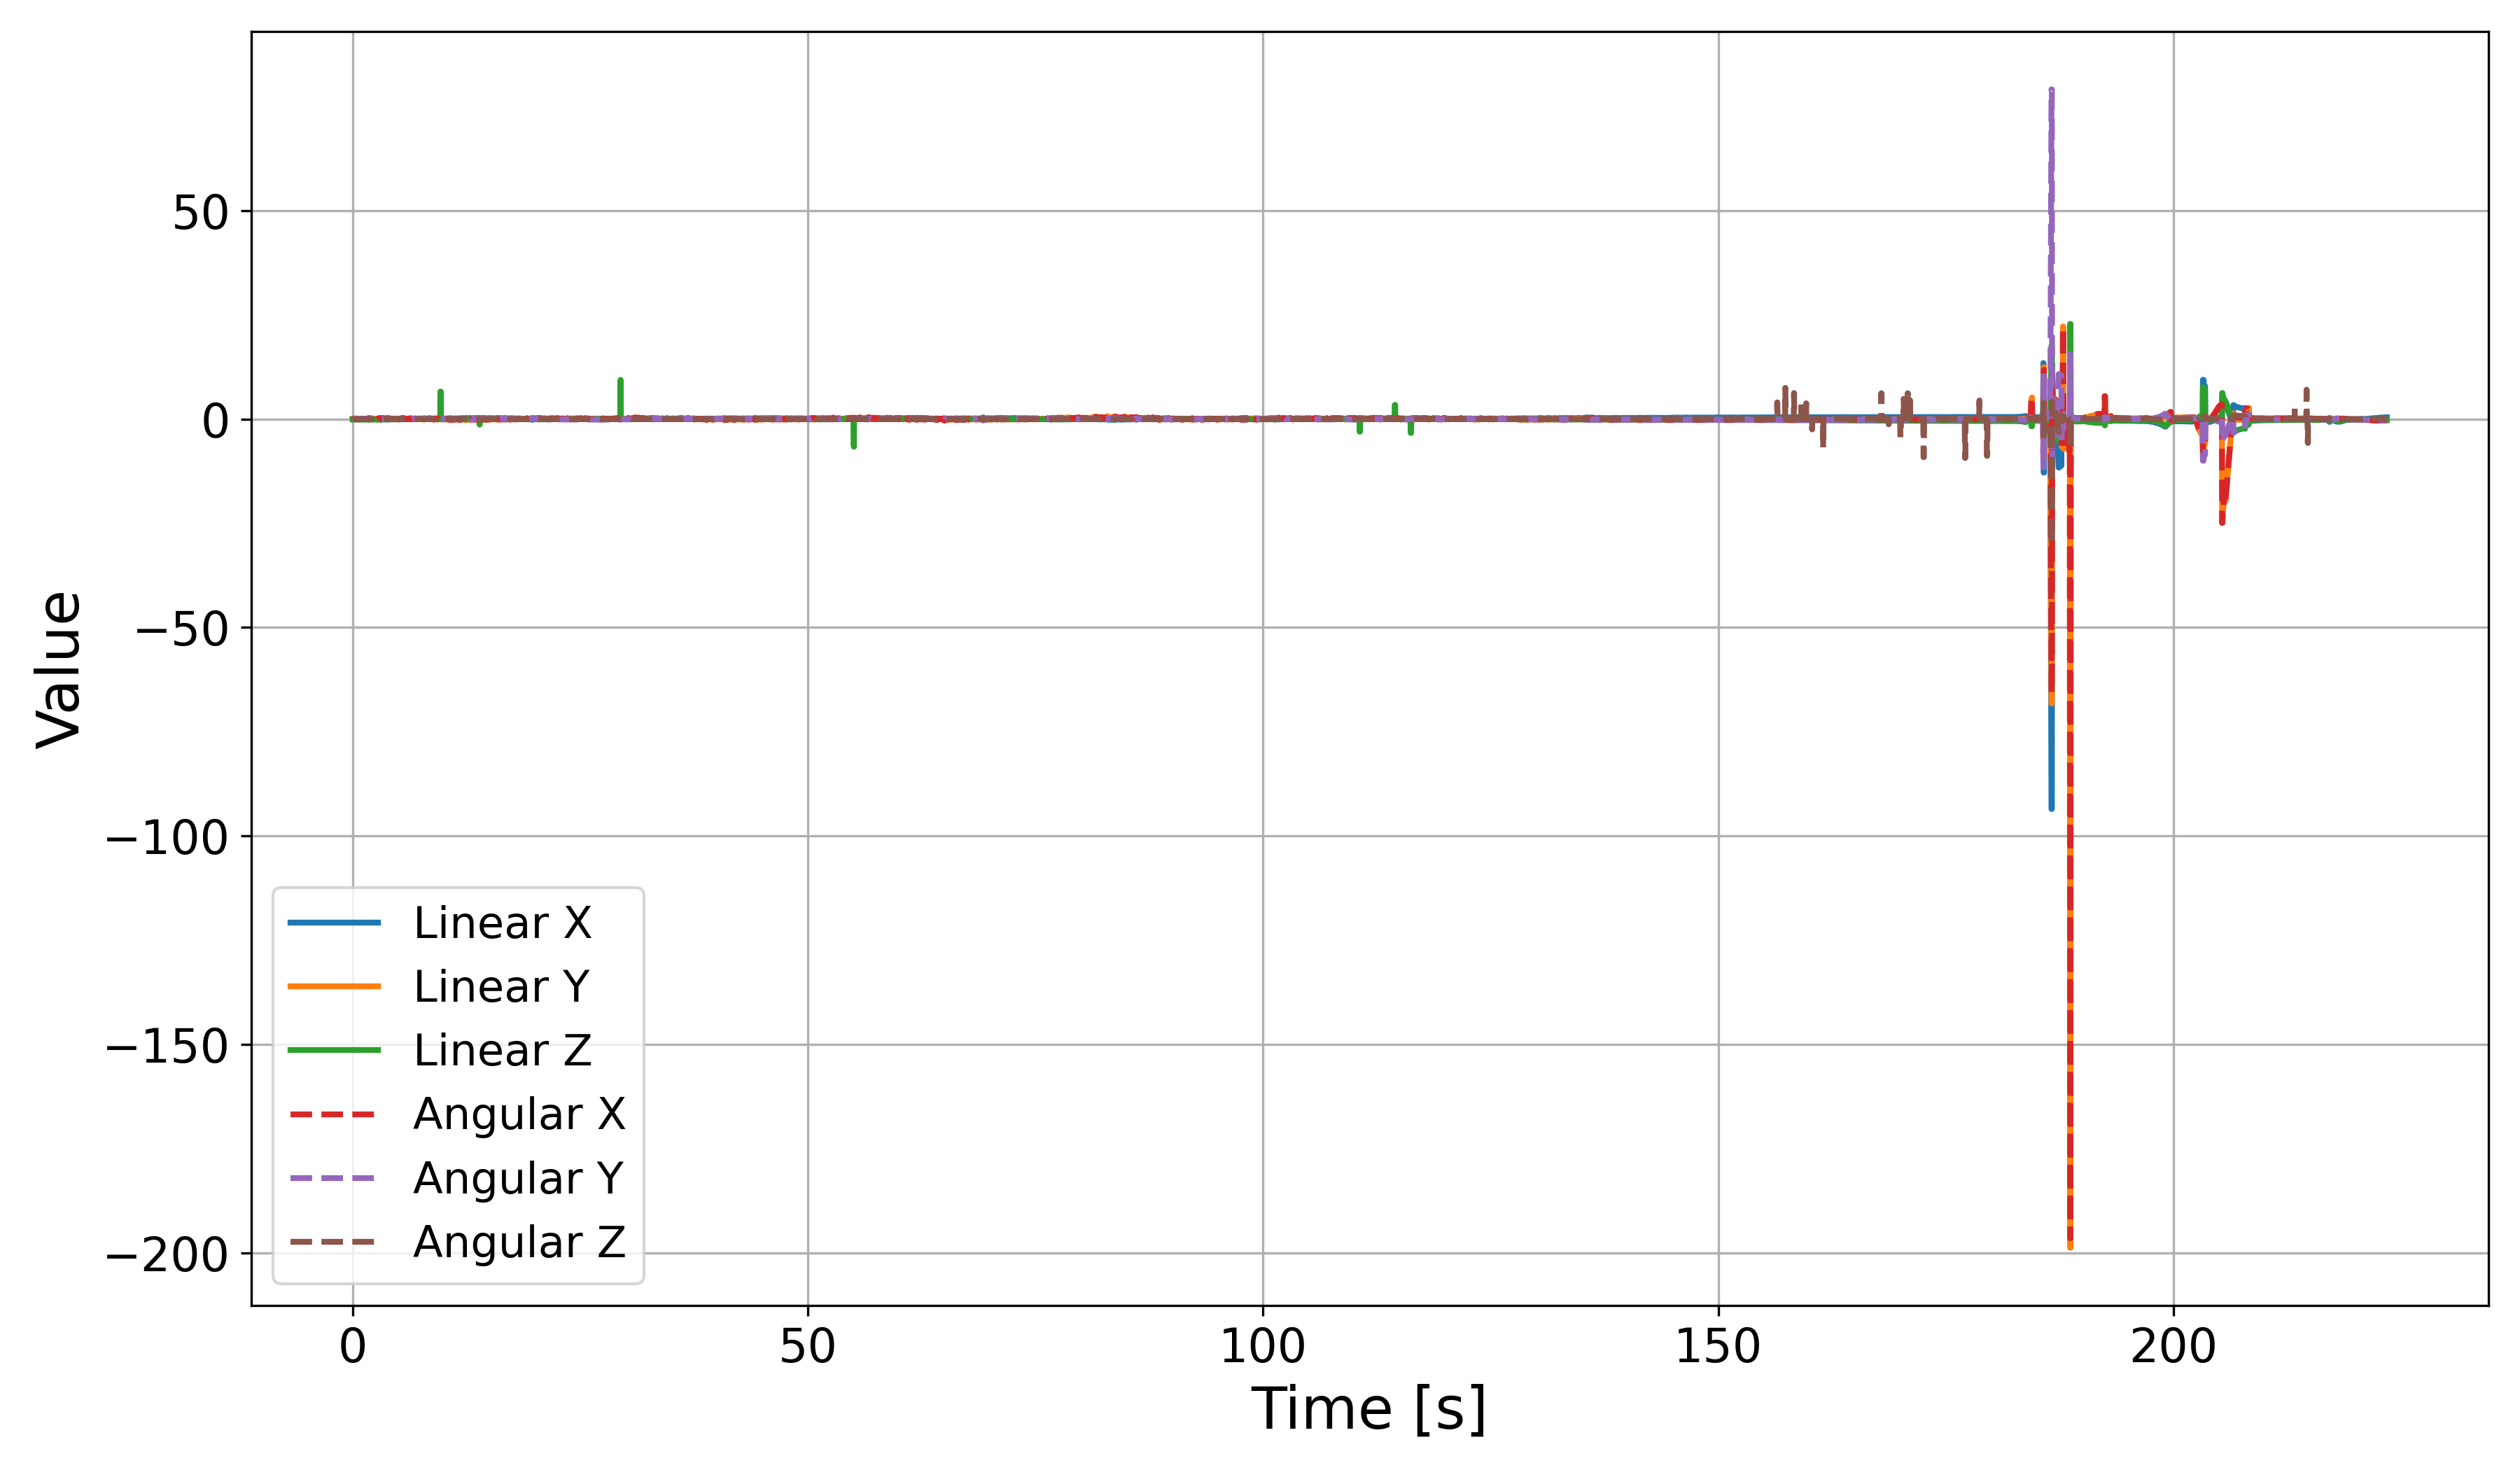 50
0
−50
−100
−150
−200
Value
Linear X
Linear Y
Linear Z
Angular X
Angular Y
Angular Z
0 50 100 150 200
Time [s]